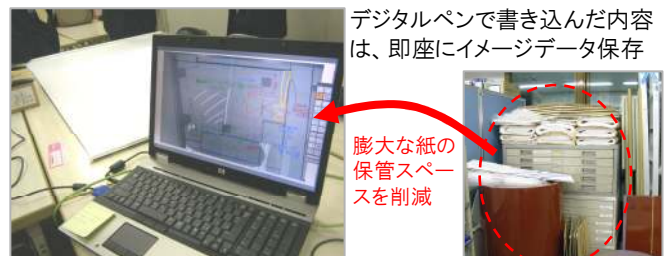 デジタルペンで書き込んだ内容
は、即座にイメージデータ保存
膨大な紙の
保管スペー
スを削減